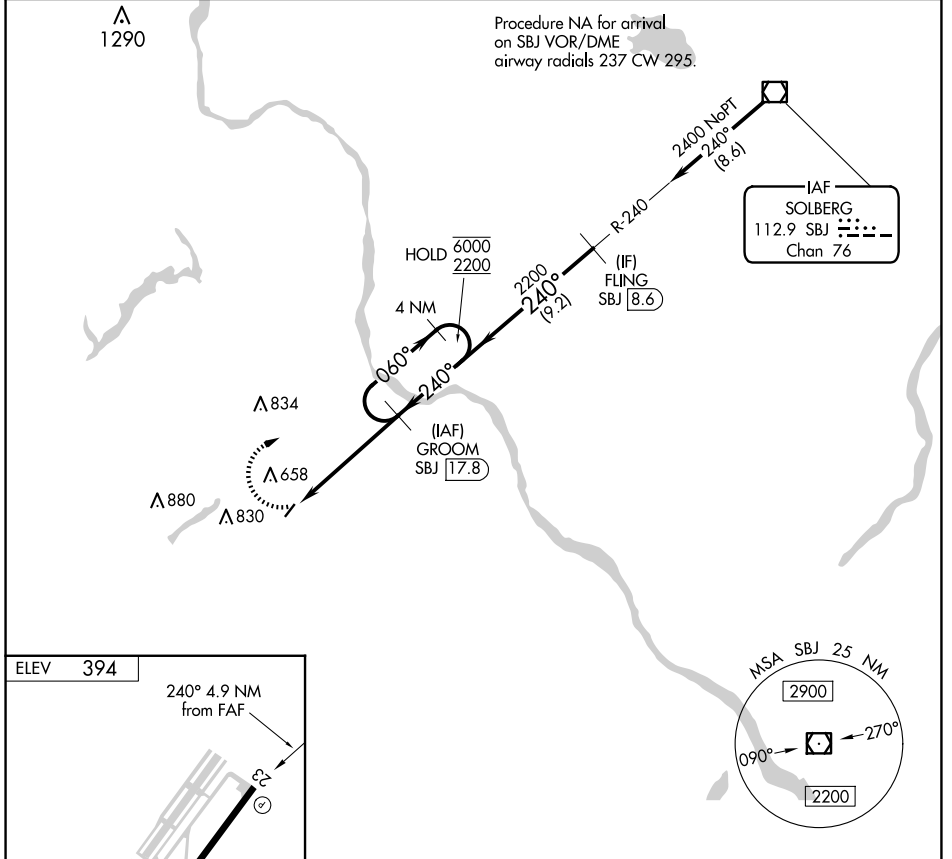 1290
Procedure NA for arrival
on SBJ VOR/DME
airway radials 237 CW 295.
2400 NoPT
240°
(8.6)
IAF
SOLBERG
112.9 SBJ
Chan 76
R-240
HOLD 6000
2200
(IF)
FLING
SBJ 8.6
2200
240°
(9.2)
4 NM
060°
240°
834
(IAF)
GROOM
SBJ 17.8
658
880
830
ELEV 394
240° 4.9 NM
from FAF
23
P
MSA SBJ 25 NM
2900
270°
090°
2200